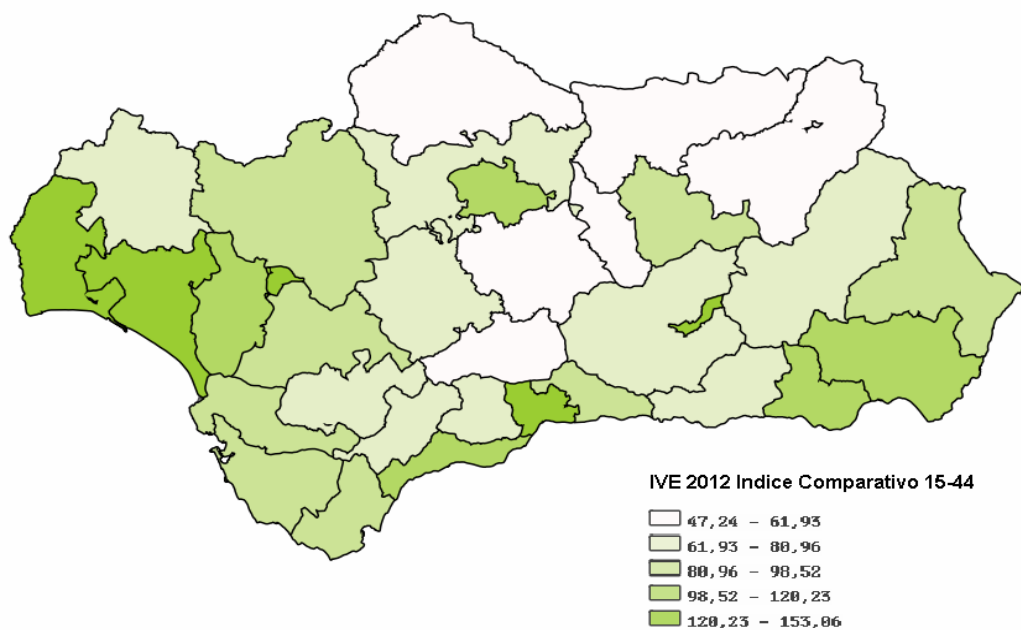 IVE 2012 Indice Comparativo 15-44
47,24 - 61,93
61,93 - 80,96
80,96 - 98,52
98,52 - 120,23
120,23 - 153,06